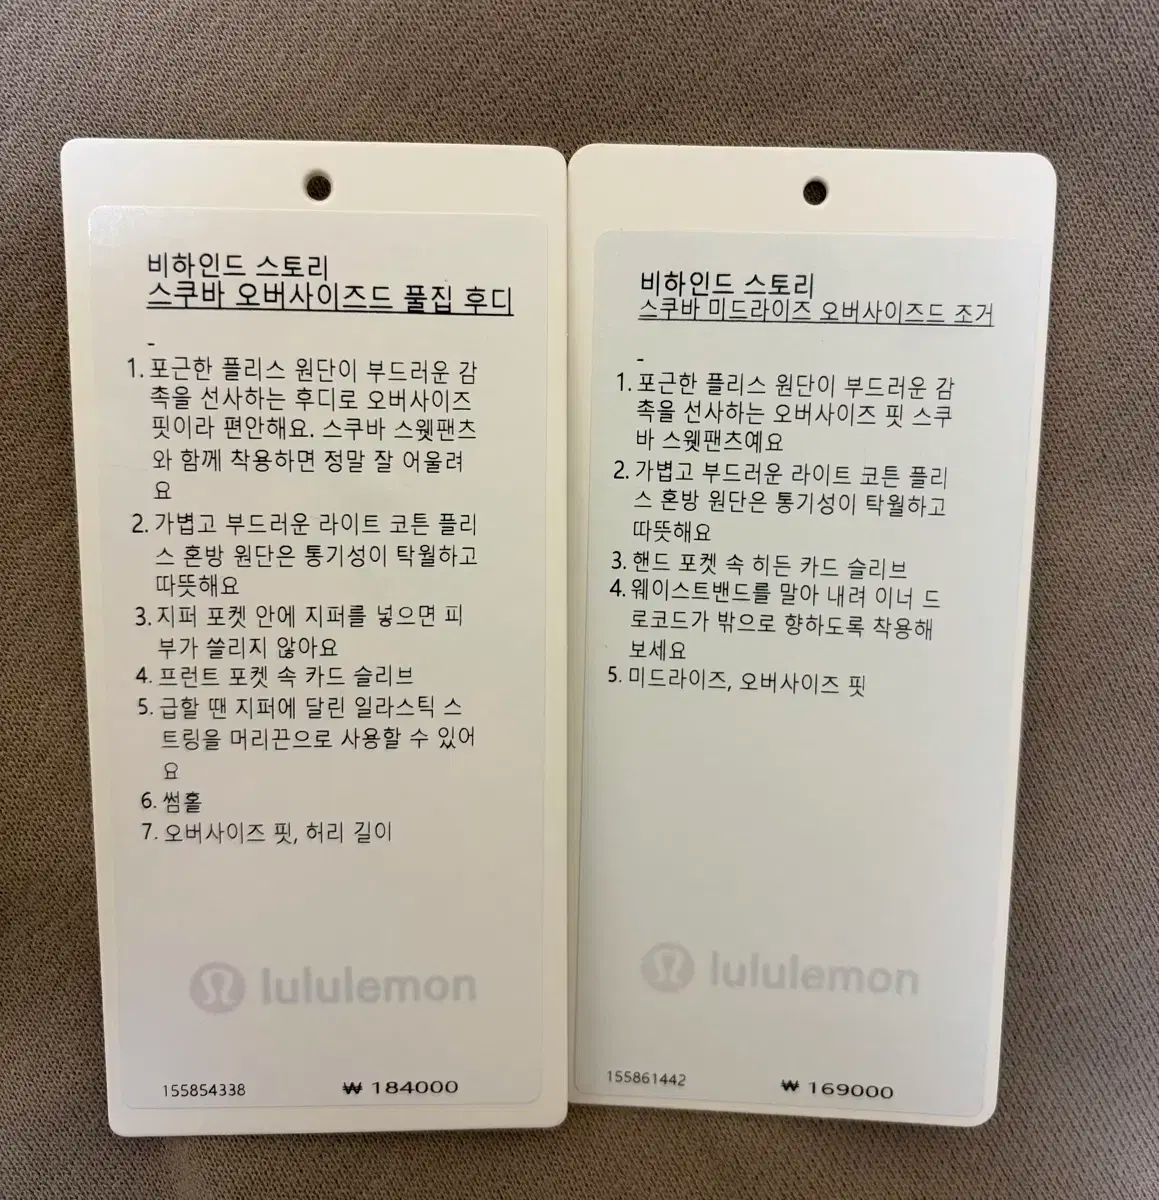 비하인드 스토리
스쿠바 오버사이즈드 풀집 후디
-
1. 포근한 플리스 원단이 부드러운 감
촉을 선사하는 후디로 오버사이즈
핏이라 편안해요. 스쿠바 스웻팬츠
와 함께 착용하면 정말 잘 어울려
요
2. 가볍고 부드러운 라이트 코튼 플리
스 혼방 원단은 통기성이 탁월하고
따뜻해요
3. 지퍼 포켓 안에 지퍼를 넣으면 피
부가 쓸리지 않아요
4. 프런트 포켓 속 카드 슬리브
5. 급할 땐 지퍼에 달린 일라스틱 스
트링을 머리끈으로 사용할 수 있어
요
6. 썸홀
7. 오버사이즈 핏, 허리 길이
lululemon
155854338 ₩ 184000
비하인드 스토리
스쿠바 미드라이즈 오버사이즈드 조거
-
1. 포근한 플리스 원단이 부드러운 감
촉을 선사하는 오버사이즈 핏 스쿠
바 스웻팬츠예요
2. 가볍고 부드러운 라이트 코튼 플리
스 혼방 원단은 통기성이 탁월하고
따뜻해요
3. 핸드 포켓 속 히든 카드 슬리브
4. 웨이스트밴드를 말아 내려 이너 드
로코드가 밖으로 향하도록 착용해
보세요
5. 미드라이즈, 오버사이즈 핏
lululemon
155861442 ₩ 169000